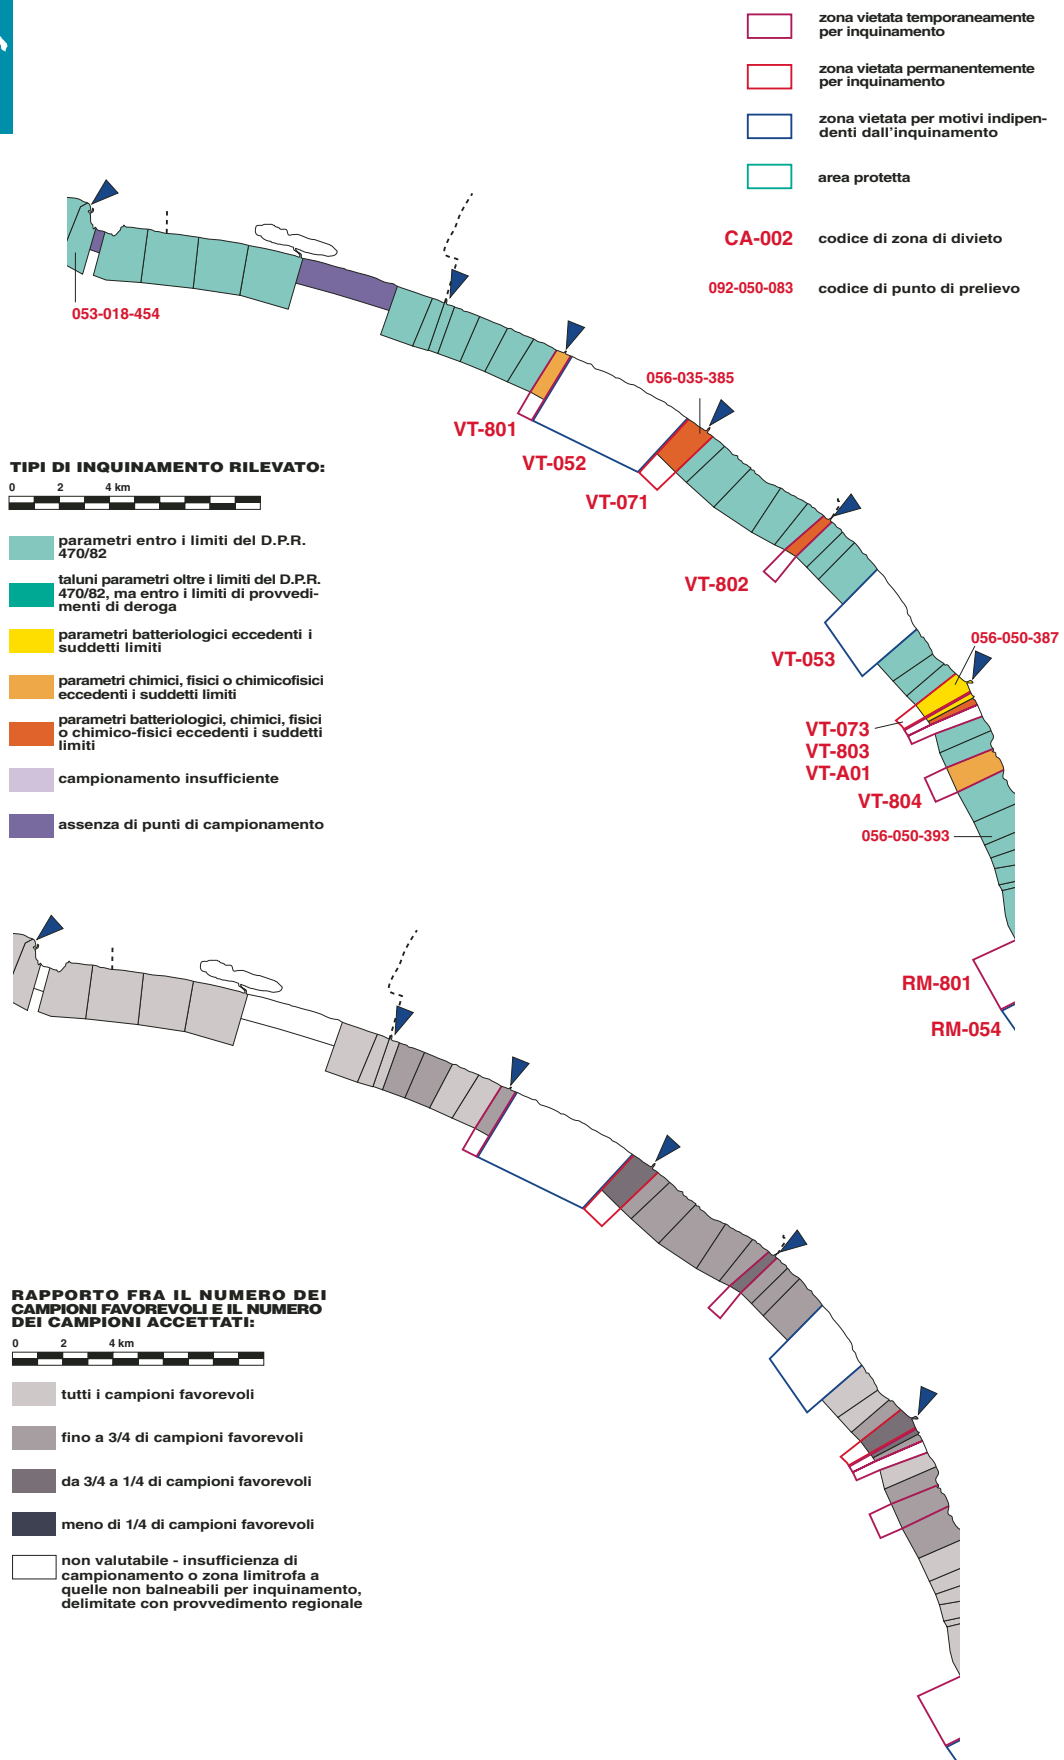 zona vietata temporaneamente
per inquinamento
zona vietata permanentemente
per inquinamento
zona vietata per motivi indipen-
denti dall'inquinamento
area protetta
CA-002 codice di zona di divieto
092-050-083 codice di punto di prelievo
053-018-454
056-035-385
VT-801
VT-052
VT-071
VT-802
VT-053
056-050-387
VT-073
VT-803
VT-A01
VT-804
056-050-393
RM-801
RM-054
TIPI DI INQUINAMENTO RILEVATO:
0 2 4 km
parametri entro i limiti del D.P.R.
470/82
taluni parametri oltre i limiti del D.P.R.
470/82, ma entro i limiti di provvedi-
menti di deroga
parametri batteriologici eccedenti i
suddetti limiti
parametri chimici, fisici o chimicofisici
eccedenti i suddetti limiti
parametri batteriologici, chimici, fisici
o chimico-fisici eccedenti i suddetti
limiti
campionamento insufficiente
assenza di punti di campionamento
RAPPORTO FRA IL NUMERO DEI
CAMPIONI FAVOREVOLI E IL NUMERO
DEI CAMPIONI ACCETTATI:
0 2 4 km
tutti i campioni favorevoli
fino a 3/4 di campioni favorevoli
da 3/4 a 1/4 di campioni favorevoli
meno di 1/4 di campioni favorevoli
non valutabile - insufficienza di
campionamento o zona limitrofa a
quelle non balneabili per inquinamento,
delimitate con provvedimento regionale